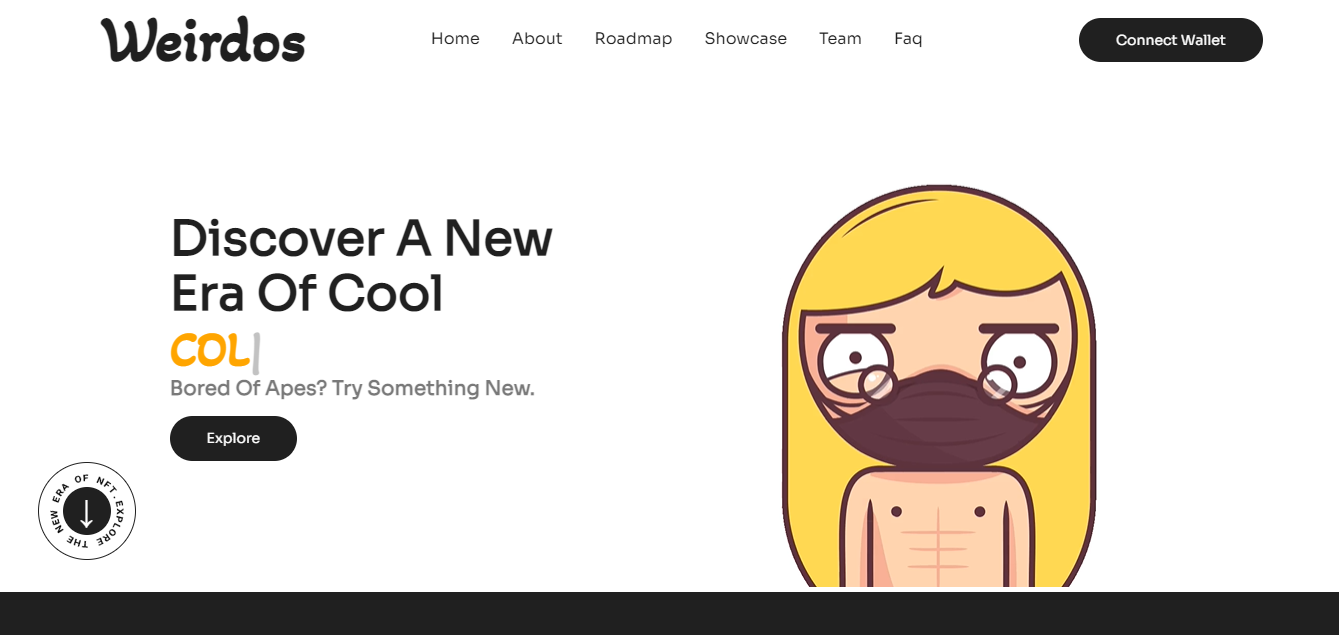 Weirdos
Home About Roadmap Showcase Team Faq
Connect Wallet
Discover A New
Era Of Cool
COL|
Bored Of Apes? Try Something New.
Explore
EXPLORE THE NEW ERA OF NFT.